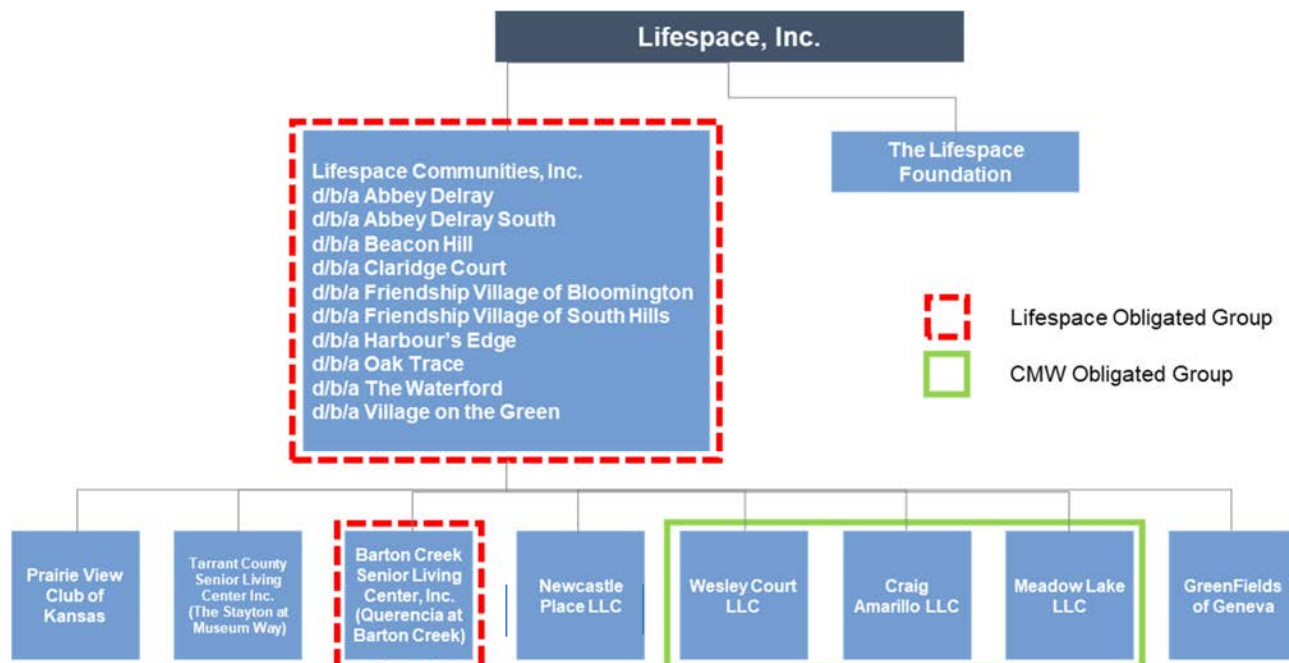 Lifespace, Inc.
Lifespace Communities, Inc.
d/b/a Abbey Delray
d/b/a Abbey Delray South
d/b/a Beacon Hill
d/b/a Claridge Court
d/b/a Friendship Village of Bloomington
d/b/a Friendship Village of South Hills
d/b/a Harbour's Edge
d/b/a Oak Trace
d/b/a The Waterford
d/b/a Village on the Green
The Lifespace
Foundation
Lifespace Obligated Group
CMW Obligated Group
Prairie View
Club of
Kansas
Tarrant County
Senior Living
Center Inc.
(The Stayton at
Museum Way)
Barton Creek
Senior Living
Center, Inc.
(Querencia at
Barton Creek)
Newcastle
Place LLC
Wesley Court
LLC
Craig
Amarillo LLC
Meadow Lake
LLC
GreenFields
of Geneva